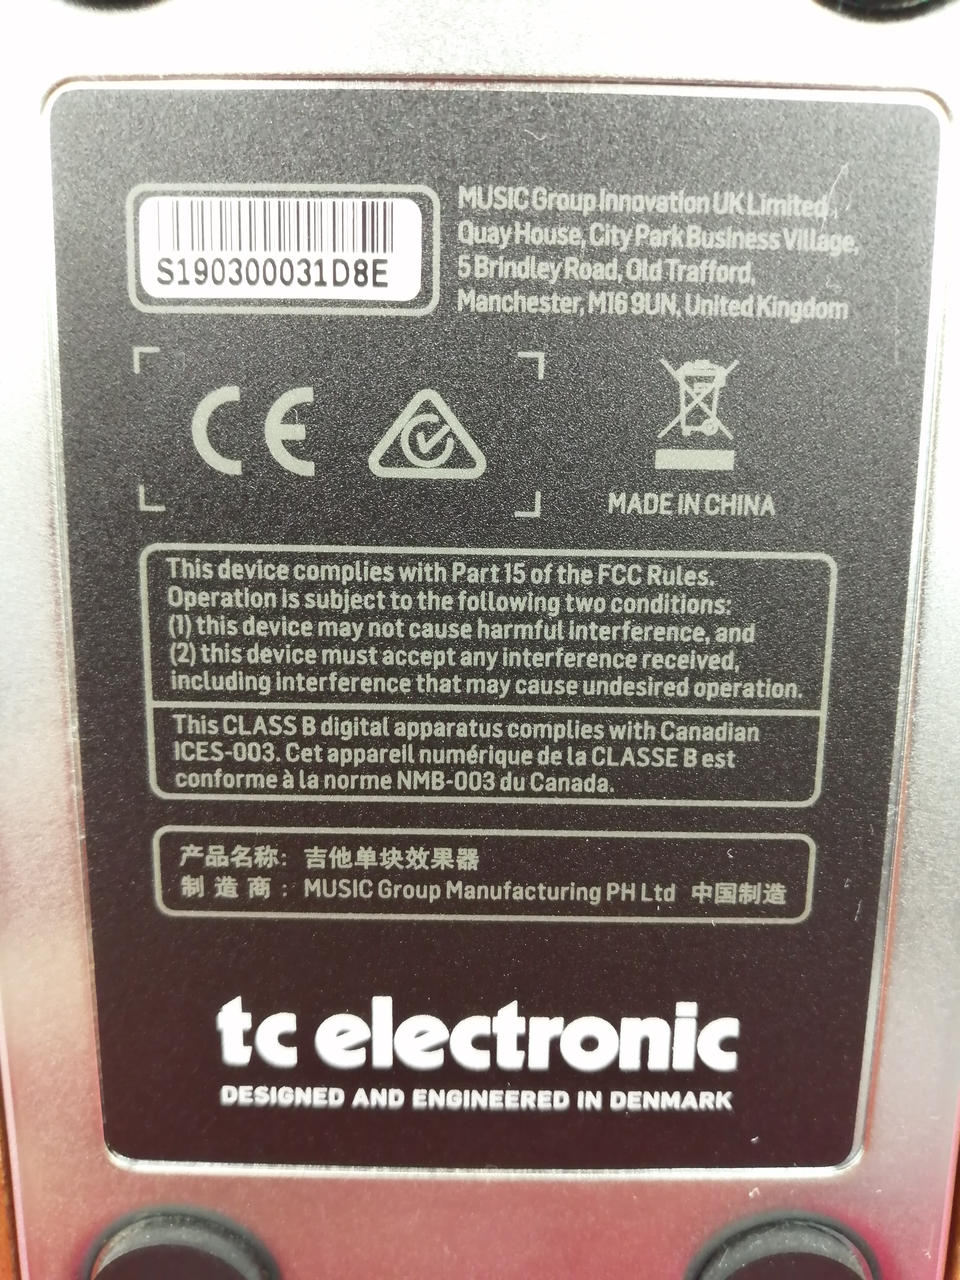 S190300031D8E
MUSIC Group Innovation UK Limited,
Quay House, City Park Business Village,
5 Brindley Road, Old Trafford,
Manchester, M16 9UN, United Kingdom
CE
MADE IN CHINA
This device complies with Part 15 of the FCC Rules.
Operation is subject to the following two conditions:
(1) this device may not cause harmful interference, and
(2) this device must accept any interference received,
including interference that may cause undesired operation.
This CLASS B digital apparatus complies with Canadian
ICES-003. Cet appareil numérique de la CLASSE B est
conforme à la norme NMB-003 du Canada.
产品名称: 吉他单块效果器
制 造 商 : MUSIC Group Manufacturing PH Ltd 中国制造
tc electronic
DESIGNED AND ENGINEERED IN DENMARK